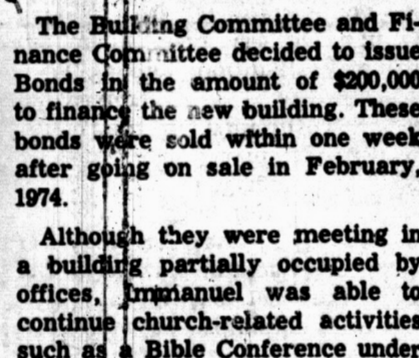 The Building Committee and Fi-
nance Committee decided to issue
Bonds in the amount of $200,000
to finance the new building. These
bonds were sold within one week
after going on sale in February,
1974.
Although they were meeting in
a building partially occupied by
offices, Immanuel was able to
continue church-related activities
such as a Bible Conference under